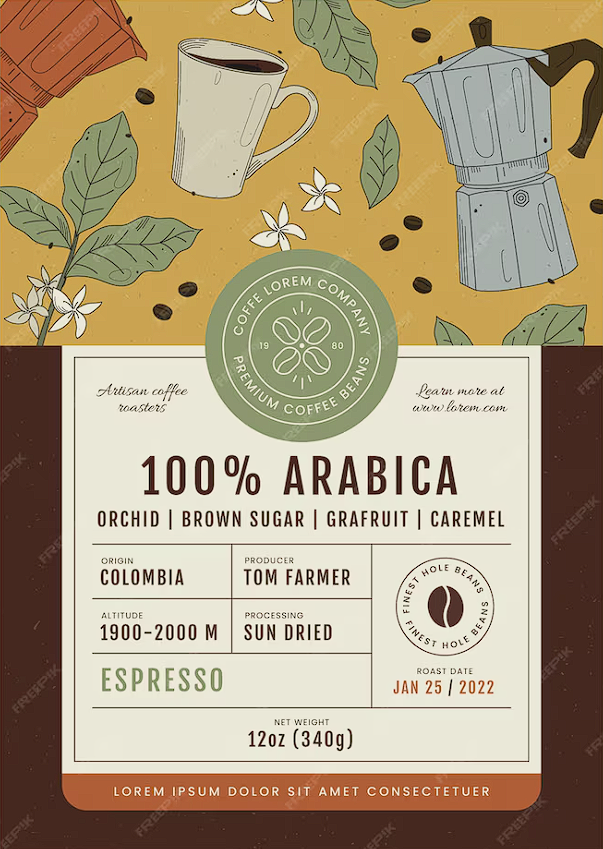 COFFE LOREM COMPANY
19 80
PREMIUM COFFEE BEANS
Artisan coffee
roasters
Learn more at
www.lorem.com
100% ARABICA
ORCHID | BROWN SUGAR | GRAFRUIT | CAREMEL
ORIGIN
COLOMBIA
PRODUCER
TOM FARMER
ALTITUDE
1900-2000 M
PROCESSING
SUN DRIED
FINEST HOLE BEANS
FINEST HOLE BEANS
ESPRESSO
ROAST DATE
JAN 25 / 2022
NET WEIGHT
12oz (340g)
LOREM IPSUM DOLOR SIT AMET CONSECTETUER
FREEPIK